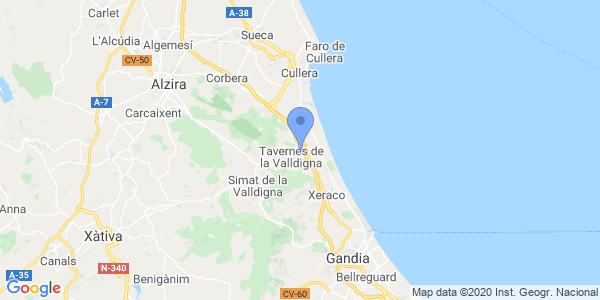 Carlet
A-38
Sueca
Faro de
Cullera
L'Alcúdia
Algemesí
CV-50
Cullera
Corbera
Alzira
A-7
Carcaixent
Tavernes de
la Valldigna
Simat de la
Valldigna
Xeraco
Anna
Xàtiva
Canals
Gandia
A-35
N-340
Benigànim
Bellreguard
Google
CV-60
Map data ©2020 Inst. Geogr. Nacional